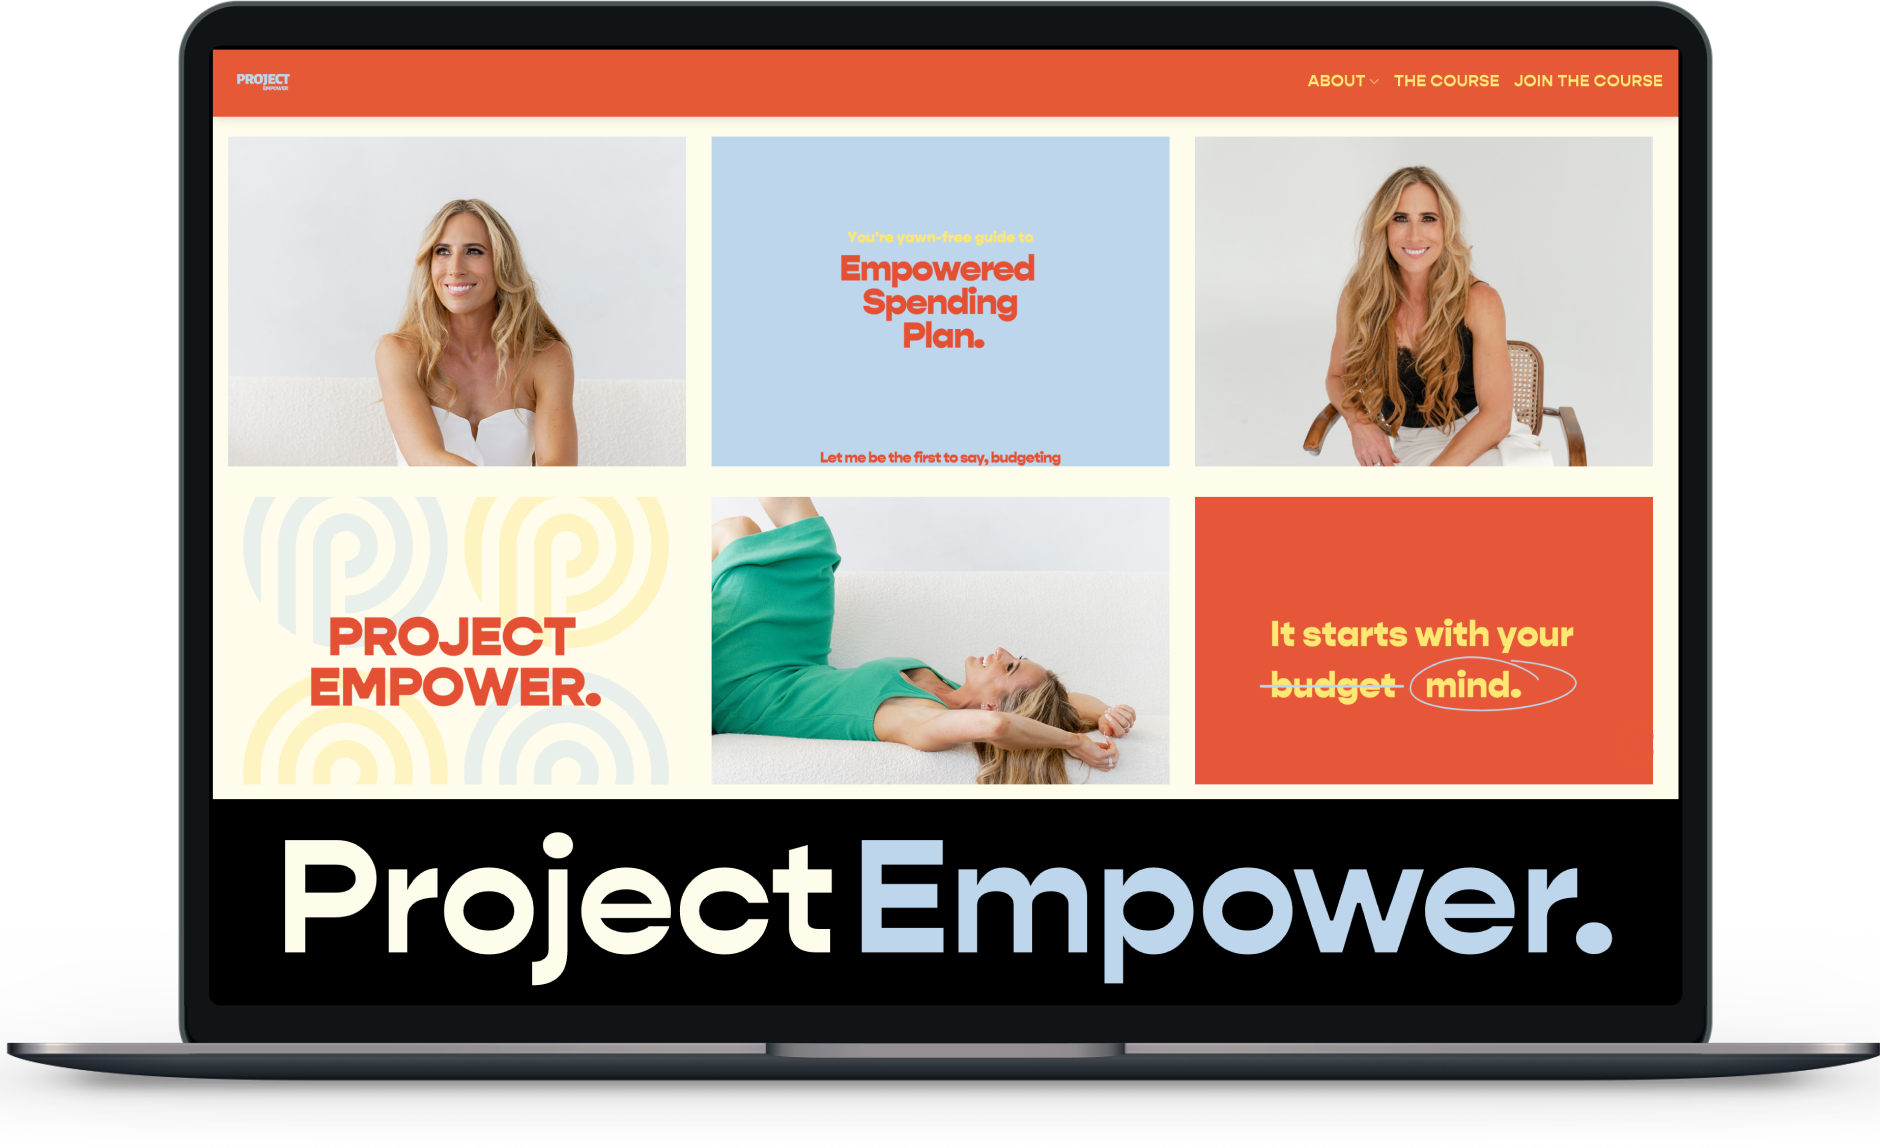 PROJECT
EMPOWER
ABOUT THE COURSE JOIN THE COURSE
You're yawn-free guide to
Empowered
Spending
Plan.
Let me be the first to say, budgeting
PROJECT
EMPOWER.
It starts with your
budget mind.
Project Empower.